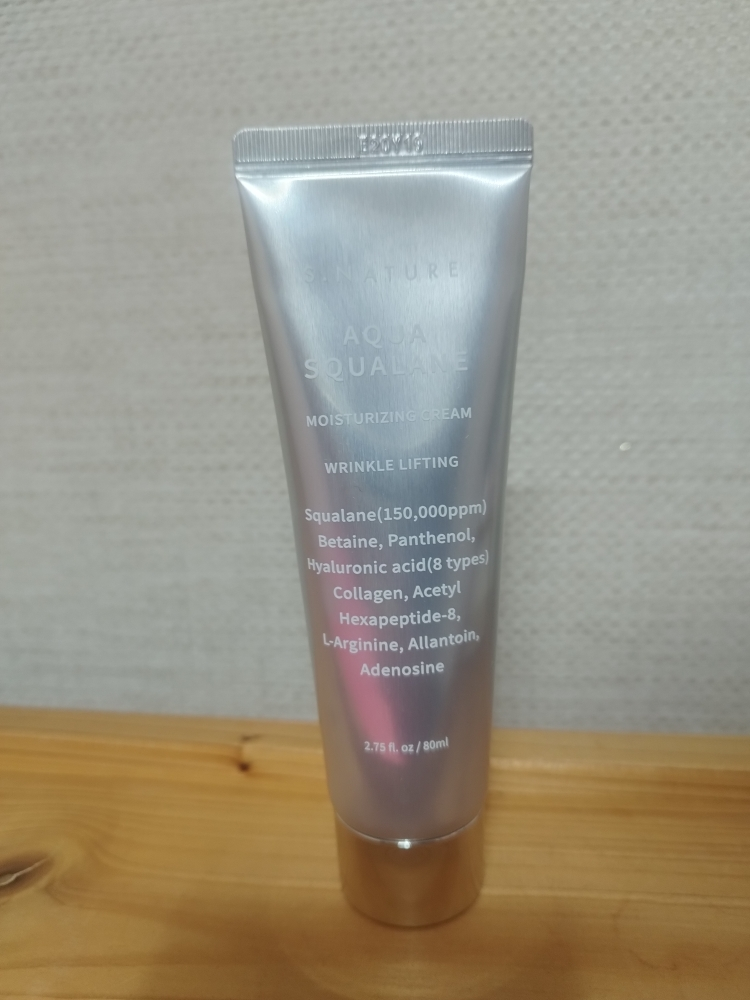 S.NATURE
AQUA
SQUALANE
MOISTURIZING CREAM
WRINKLE LIFTING
Squalane(150,000ppm)
Betaine, Panthenol,
Hyaluronic acid(8 types)
Collagen, Acetyl
Hexapeptide-8,
L-Arginine, Allantoin,
Adenosine
2.75 fl. oz / 80ml